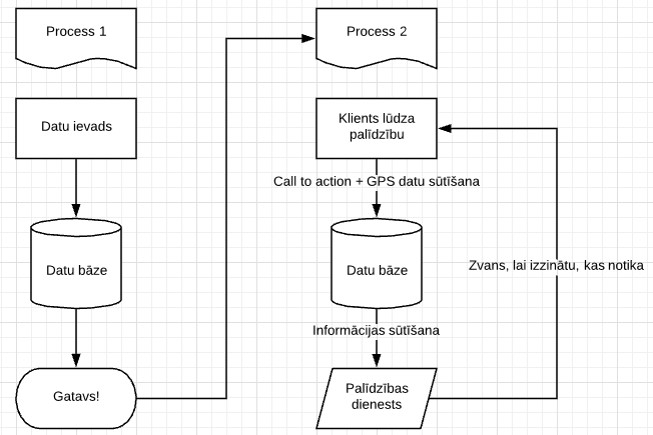 Process 1
Datu ievads
Datu bāze
Gatavs!
Process 2
Klients lūdza
palīdzību
Call to action + GPS datu sūtīšana
Datu bāze
Informācijas sūtīšana
Palīdzības
dienests
Zvans, lai izzinātu, kas notika